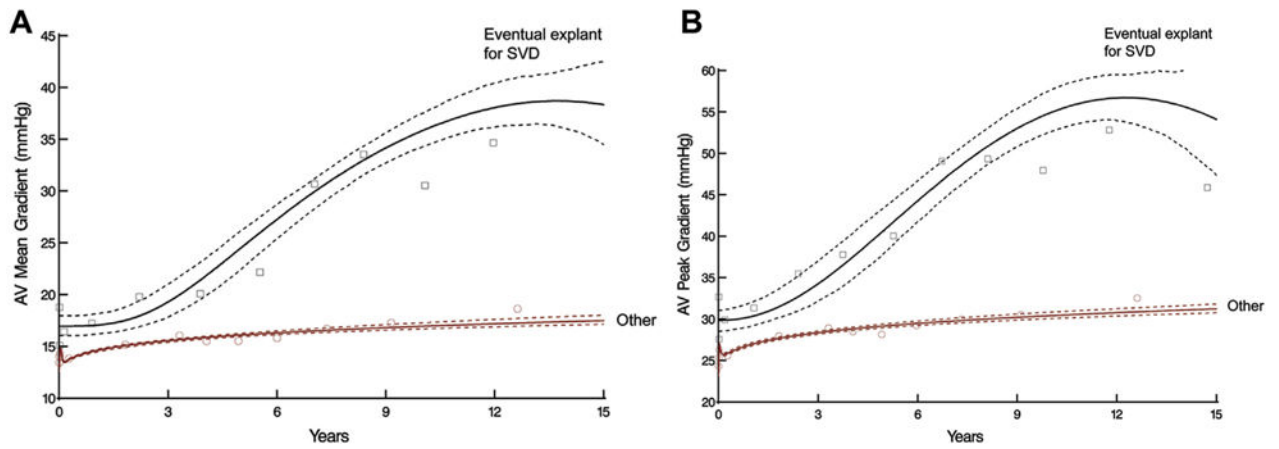 A
Eventual explant
for SVD
AV Mean Gradient (mmHg)
45
40
35
30
25
20
15
10
0
3
6
9
12
15
Years
Other
B
Eventual explant
for SVD
AV Peak Gradient (mmHg)
60
55
50
45
40
35
30
25
20
0
3
6
9
12
15
Years
Other